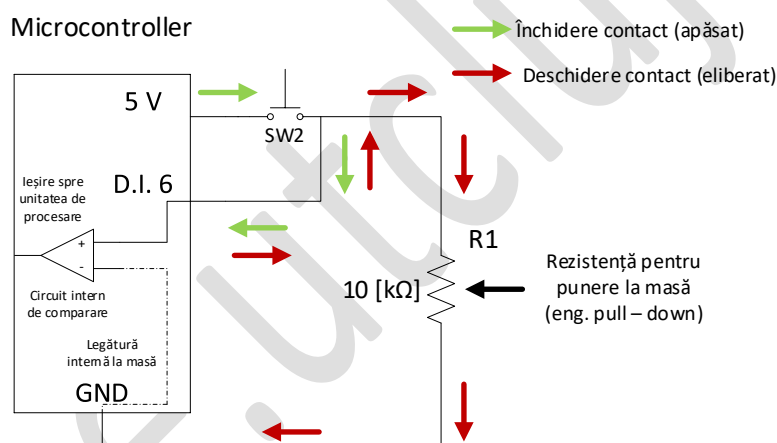 Microcontroller
Închidere contact (apăsat)
Deschidere contact (eliberat)
5 V
SW2
D.I. 6
Ieșire spre
unitatea de
procesare
+
-
Circuit intern
de comparare
Legătură
internă la masă
GND
R1
10 [kΩ]
Rezistență pentru
punere la masă
(eng. pull – down)